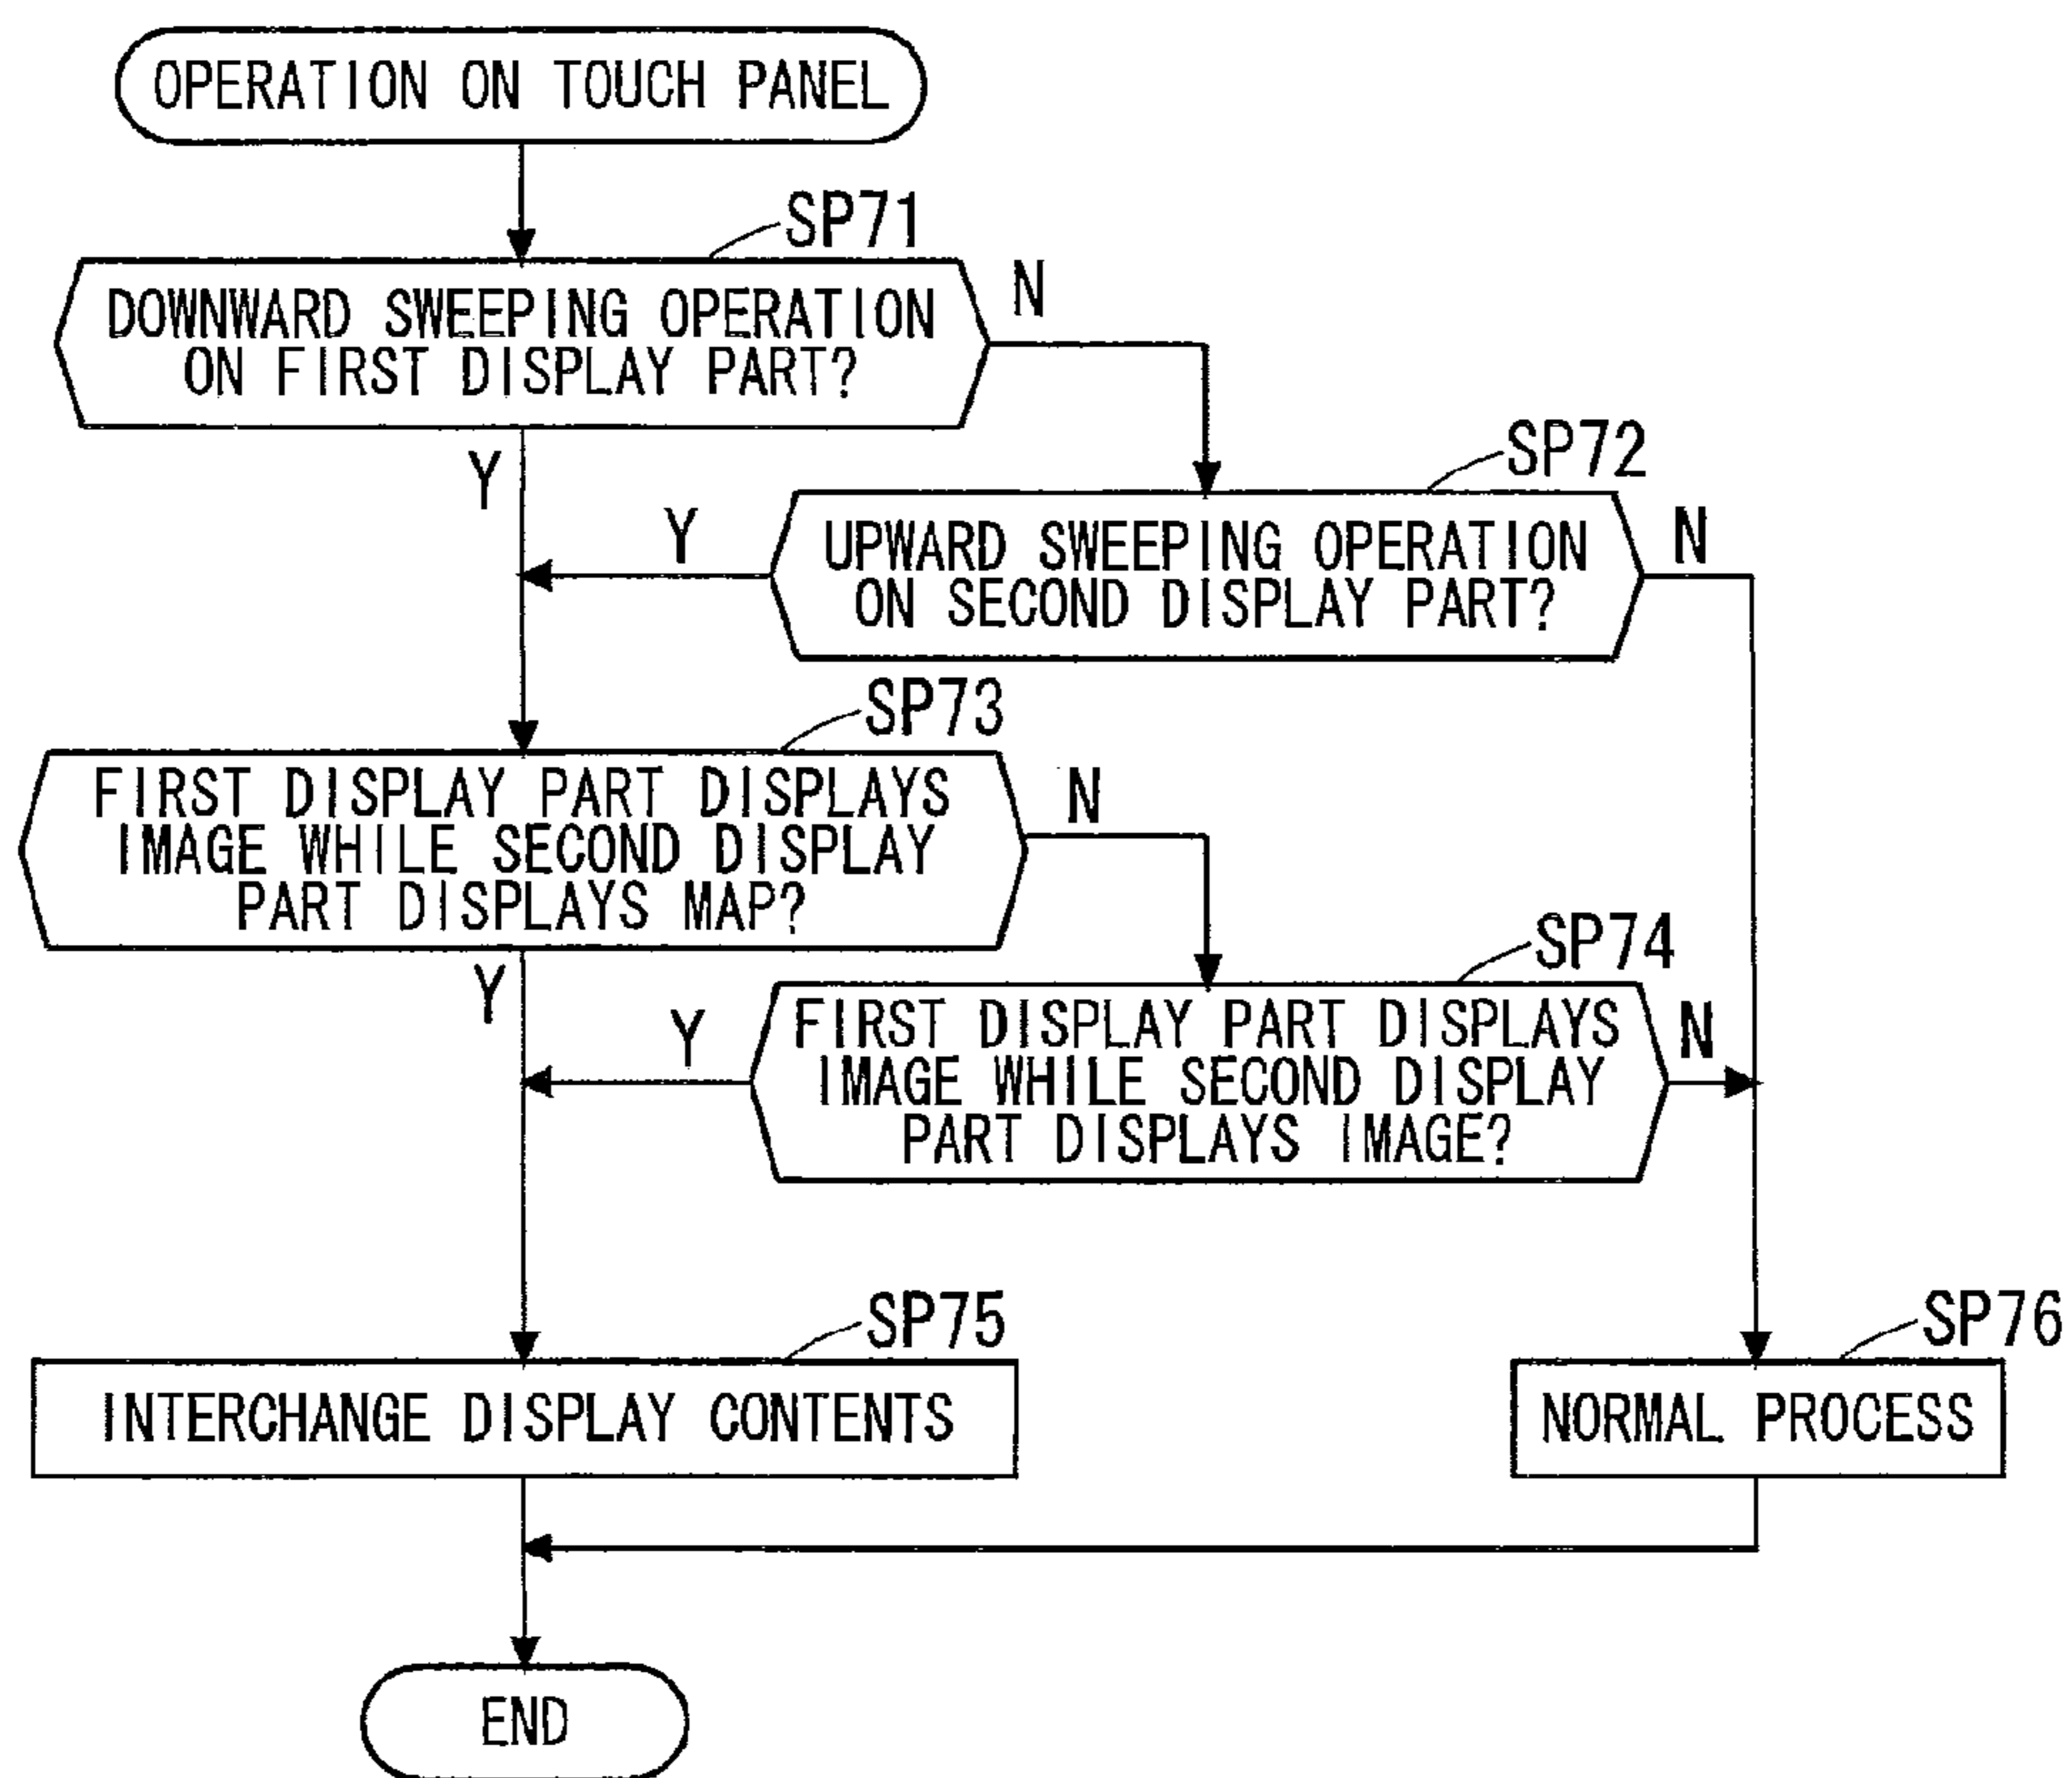 OPERATION ON TOUCH PANEL
SP71
DOWNWARD SWEEPING OPERATION
ON FIRST DISPLAY PART?
N
Y
SP72
UPWARD SWEEPING OPERATION
ON SECOND DISPLAY PART?
Y
N
SP73
FIRST DISPLAY PART DISPLAYS
IMAGE WHILE SECOND DISPLAY
PART DISPLAYS MAP?
N
Y
SP74
FIRST DISPLAY PART DISPLAYS
IMAGE WHILE SECOND DISPLAY
PART DISPLAYS IMAGE?
Y
N
SP75
INTERCHANGE DISPLAY CONTENTS
SP76
NORMAL PROCESS
END